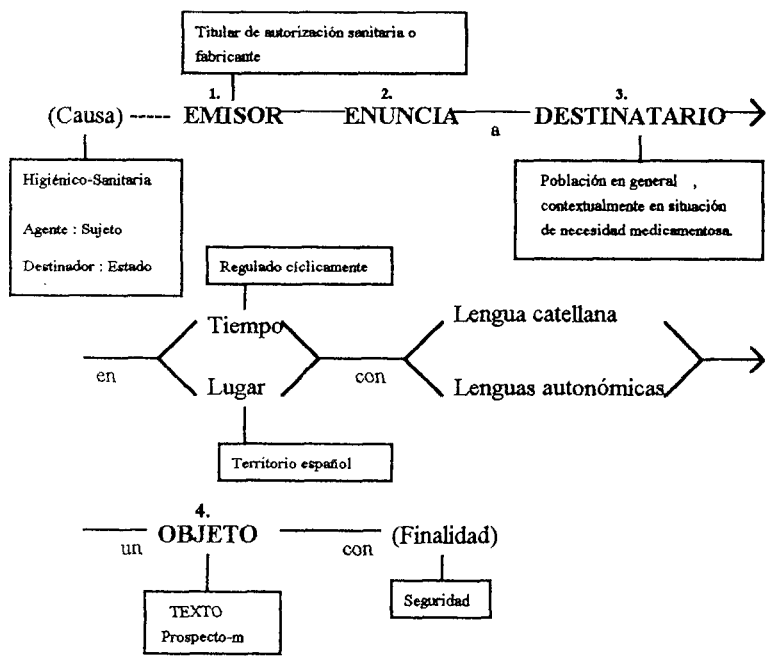 Titular de autorización sanitaria o
fabricante
1. 2. 3.
(Causa) ----- EMISOR ENUNCIA a DESTINATARIO
Higiénico-Sanitaria
Agente : Sujeto
Destinador : Estado
Población en general ,
contextualmente en situación
de necesidad medicamentosa.
Regulado cíclicamente
Tiempo
Lugar
en
con
Lengua catellana
Lenguas autonómicas
Territorio español
4.
un OBJETO con (Finalidad)
TEXTO
Prospecto-m
Seguridad